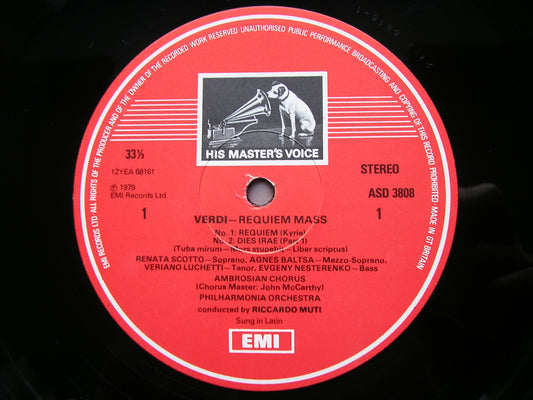 EMI RECORDS LTD ALL RIGHTS OF THE PRODUCER AND OF THE OWNER OF THE RECORDED WORK RESERVED UNAUTHORISED PUBLIC PERFORMANCE BROADCASTING AND COPYING OF THIS RECORD PROHIBITED MADE IN GT BRITAIN
HIS MASTER'S VOICE
33⅓
STEREO
12YEA 68161
ASD 3808
℗ 1979
EMI Records Ltd
1
1
VERDI—REQUIEM MASS
No. 1: REQUIEM (Kyrie)
No. 2: DIES IRAE (Part 1)
(Tuba mirum—Mors stupebit—Liber scriptus)
RENATA SCOTTO—Soprano, AGNES BALTSA—Mezzo-Soprano,
VERIANO LUCHETTI—Tenor, EVGENY NESTERENKO—Bass
AMBROSIAN CHORUS
(Chorus Master: John McCarthy)
PHILHARMONIA ORCHESTRA
conducted by RICCARDO MUTI
Sung in Latin
EMI